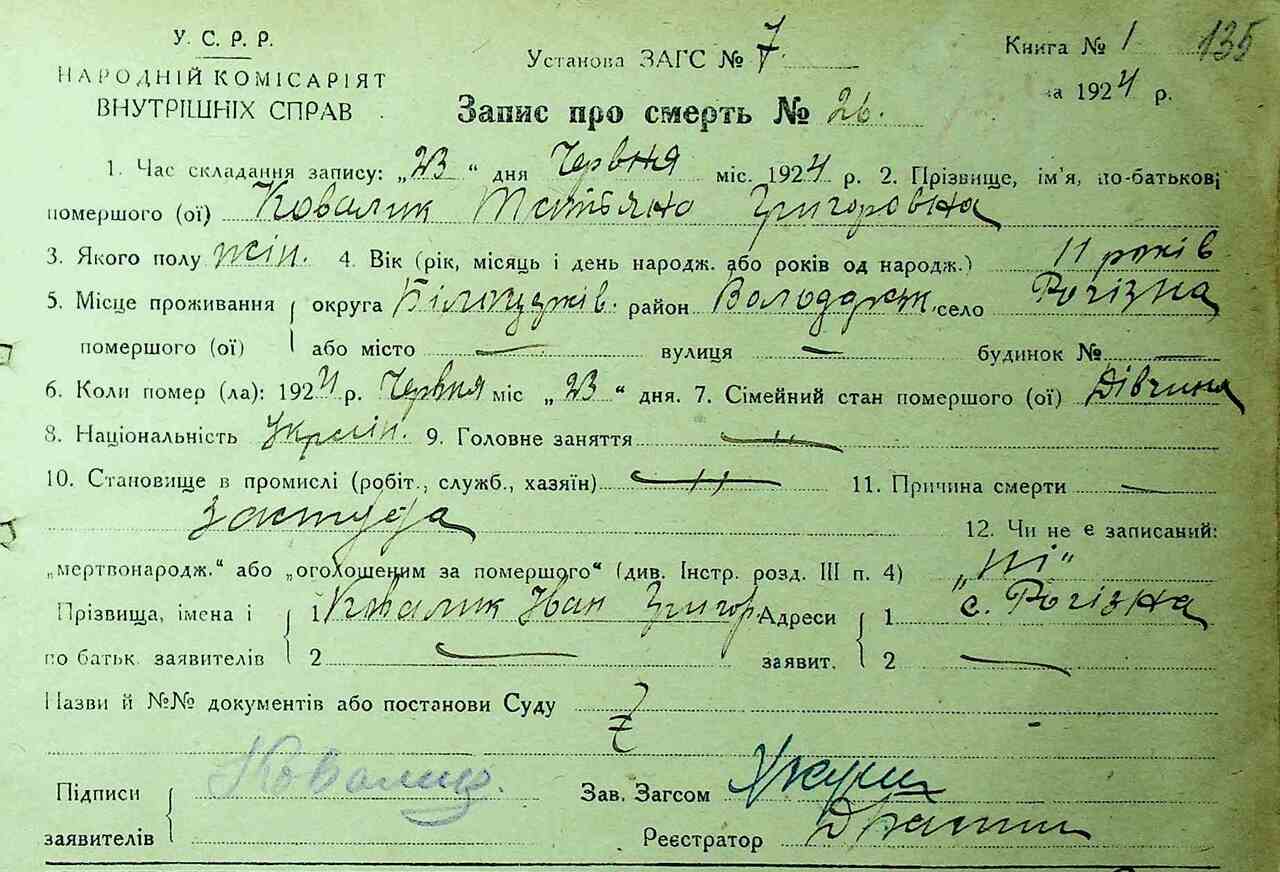 У. С. Р. Р.
НАРОДНІЙ КОМІСАРІЯТ
ВНУТРІШНІХ СПРАВ
Установа ЗАГС № 7.
Книга № 1 135
за 1924 р.
Запис про смерть № 26.
1. Час складання запису: „23“ дня Червня міс. 1924 р. 2. Прізвище, ім'я, по-батькові
помершого (ої) Ковалик Тетьяна Григоровна
3. Якого полу жін. 4. Вік (рік, місяць і день народж. або років од народж.) 11 років
5. Місце проживання округа район село Рогізна
помершого (ої) або місто — вулиця — будинок № —
6. Коли помер (ла): 1924 р. Червня міс „23“ дня. 7. Сімейний стан помершого (ої) Дівчина
8. Національність Україн. 9. Головне заняття —„—
10. Становище в промислі (робіт., служб., хазяїн) —„— 11. Причина смерти —
Застуда 12. Чи не є записаний:
„мертвонародж.“ або „оголошеним за помершого“ (див. Інстр. розд. III п. 4) „ні“
Прізвища, імена і 1 Ковалик Іван Григор. Адреси 1 с. Рогізна
по батьк. заявителів 2 — заявит. 2 —
Назви й №№ документів або постанови Суду
Підписи Зав. Загсом
заявителів Реєстратор